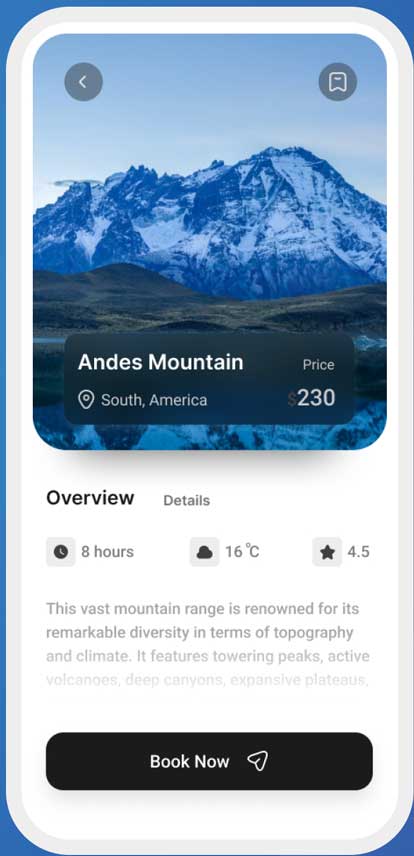 Andes Mountain
Price
South, America
$230
Overview
Details
8 hours
16 °C
4.5
This vast mountain range is renowned for its
remarkable diversity in terms of topography
and climate. It features towering peaks, active
volcanoes, deep canyons, expansive plateaus,
Book Now